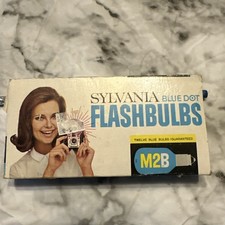 SYLVANIA BLUE DOT
FLASHBULBS
TWELVE BLUE BULBS GUARANTEED
M2B